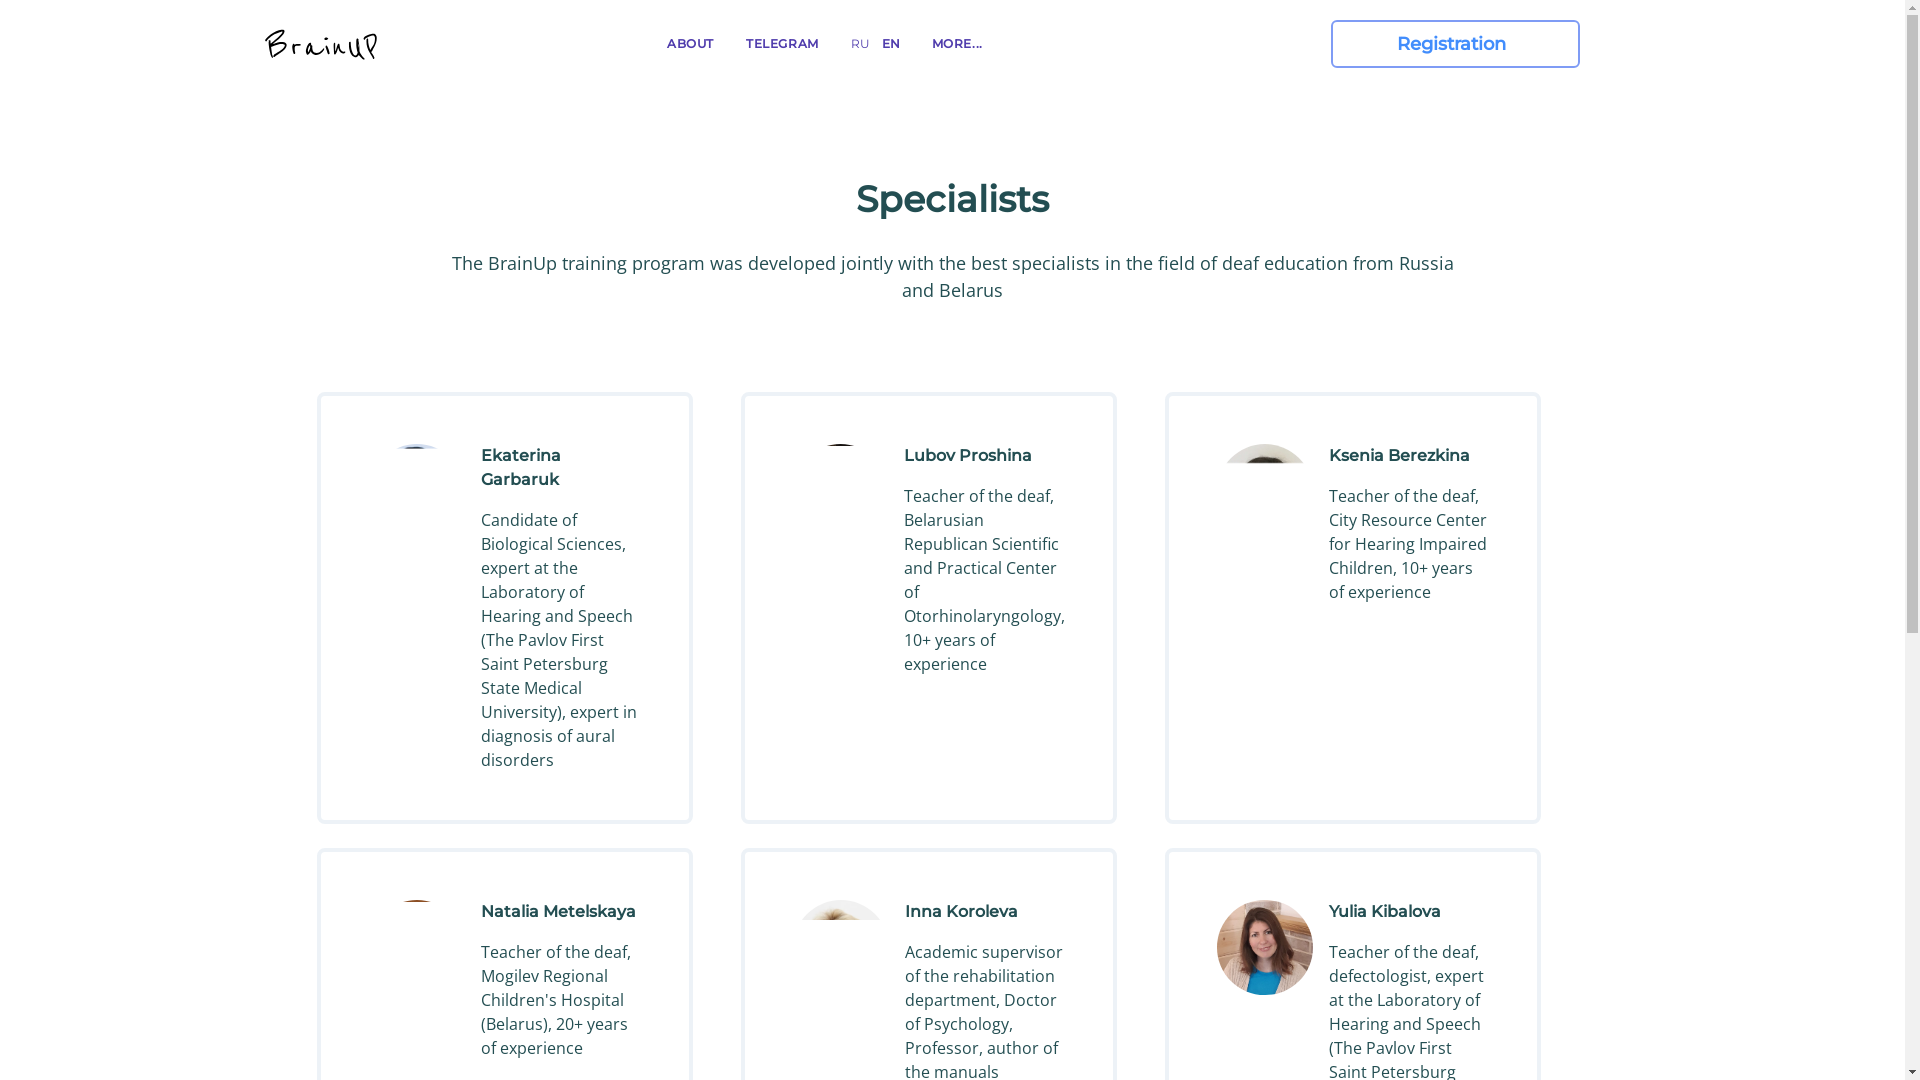 BrainUP
ABOUT
TELEGRAM
RU
EN
MORE...
Registration
Specialists
The BrainUp training program was developed jointly with the best specialists in the field of deaf education from Russia
and Belarus
Ekaterina
Garbaruk
Candidate of
Biological Sciences,
expert at the
Laboratory of
Hearing and Speech
(The Pavlov First
Saint Petersburg
State Medical
University), expert in
diagnosis of aural
disorders
Lubov Proshina
Teacher of the deaf,
Belarusian
Republican Scientific
and Practical Center
of
Otorhinolaryngology,
10+ years of
experience
Ksenia Berezkina
Teacher of the deaf,
City Resource Center
for Hearing Impaired
Children, 10+ years
of experience
Natalia Metelskaya
Teacher of the deaf,
Mogilev Regional
Children's Hospital
(Belarus), 20+ years
of experience
Inna Koroleva
Academic supervisor
of the rehabilitation
department, Doctor
of Psychology,
Professor, author of
the manuals
Yulia Kibalova
Teacher of the deaf,
defectologist, expert
at the Laboratory of
Hearing and Speech
(The Pavlov First
Saint Petersburg